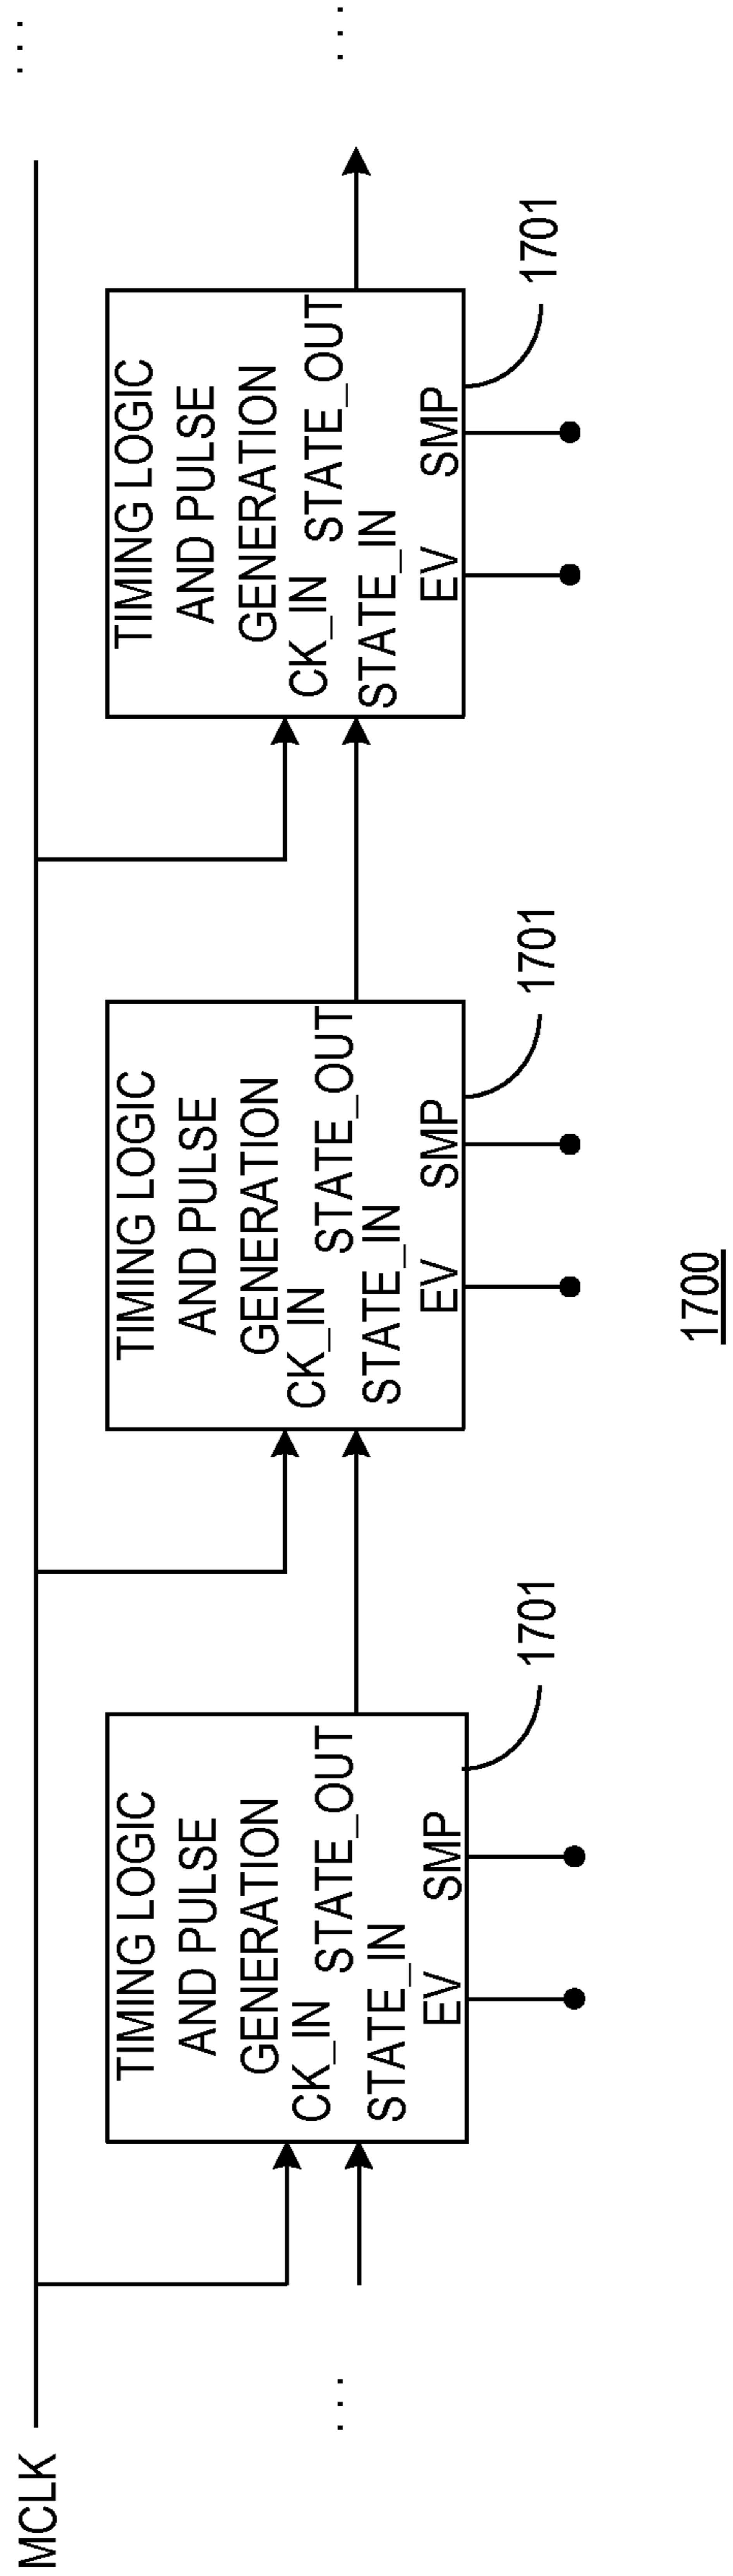 MCLK
TIMING LOGIC
AND PULSE
GENERATION
CK_IN
STATE_OUT
STATE_IN
EV
SMP
1701
TIMING LOGIC
AND PULSE
GENERATION
CK_IN
STATE_OUT
STATE_IN
EV
SMP
1701
TIMING LOGIC
AND PULSE
GENERATION
CK_IN
STATE_OUT
STATE_IN
EV
SMP
1701
. . .
. . .
. . .
1700